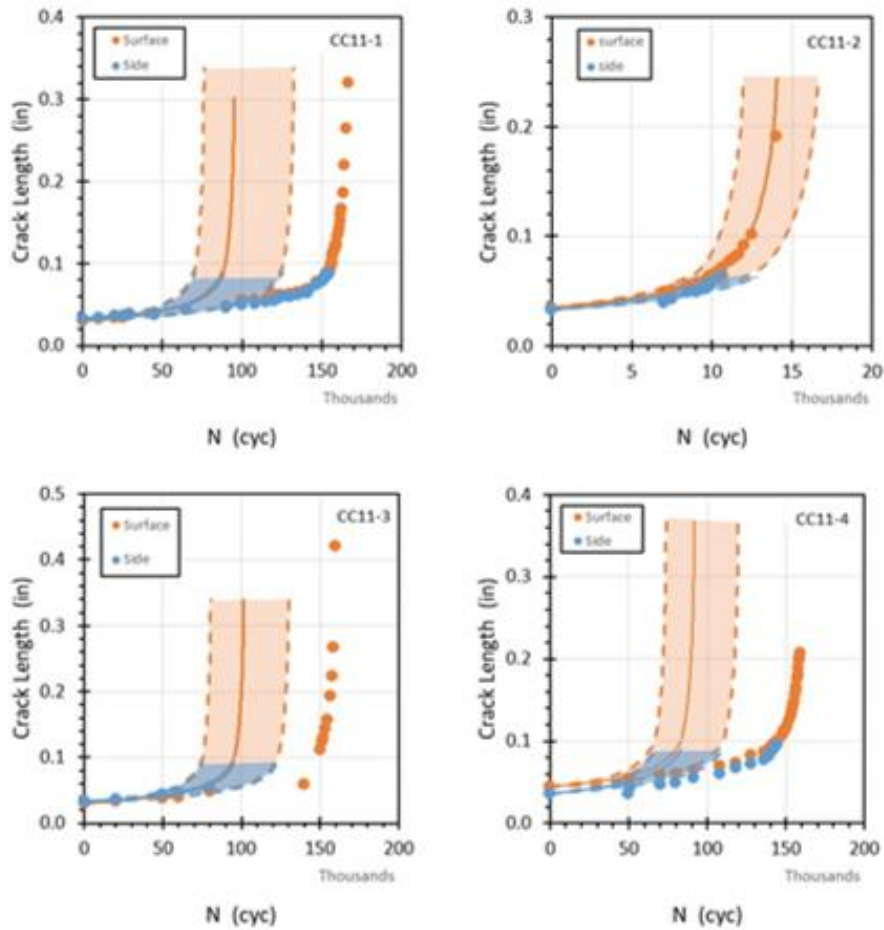 0.4
Surface
Side
CC11-1
0.3
0.2
0.1
0.0
Crack Length (in)
0 50 100 150 200
Thousands
N (cyc)
0.3
surface
side
CC11-2
0.2
0.1
0.0
Crack Length (in)
0 5 10 15 20
Thousands
N (cyc)
0.5
Surface
Side
CC11-3
0.4
0.3
0.2
0.1
0.0
Crack Length (in)
0 50 100 150 200
Thousands
N (cyc)
0.4
Surface
Side
CC11-4
0.3
0.2
0.1
0.0
Crack Length (in)
0 50 100 150 200
Thousands
N (cyc)